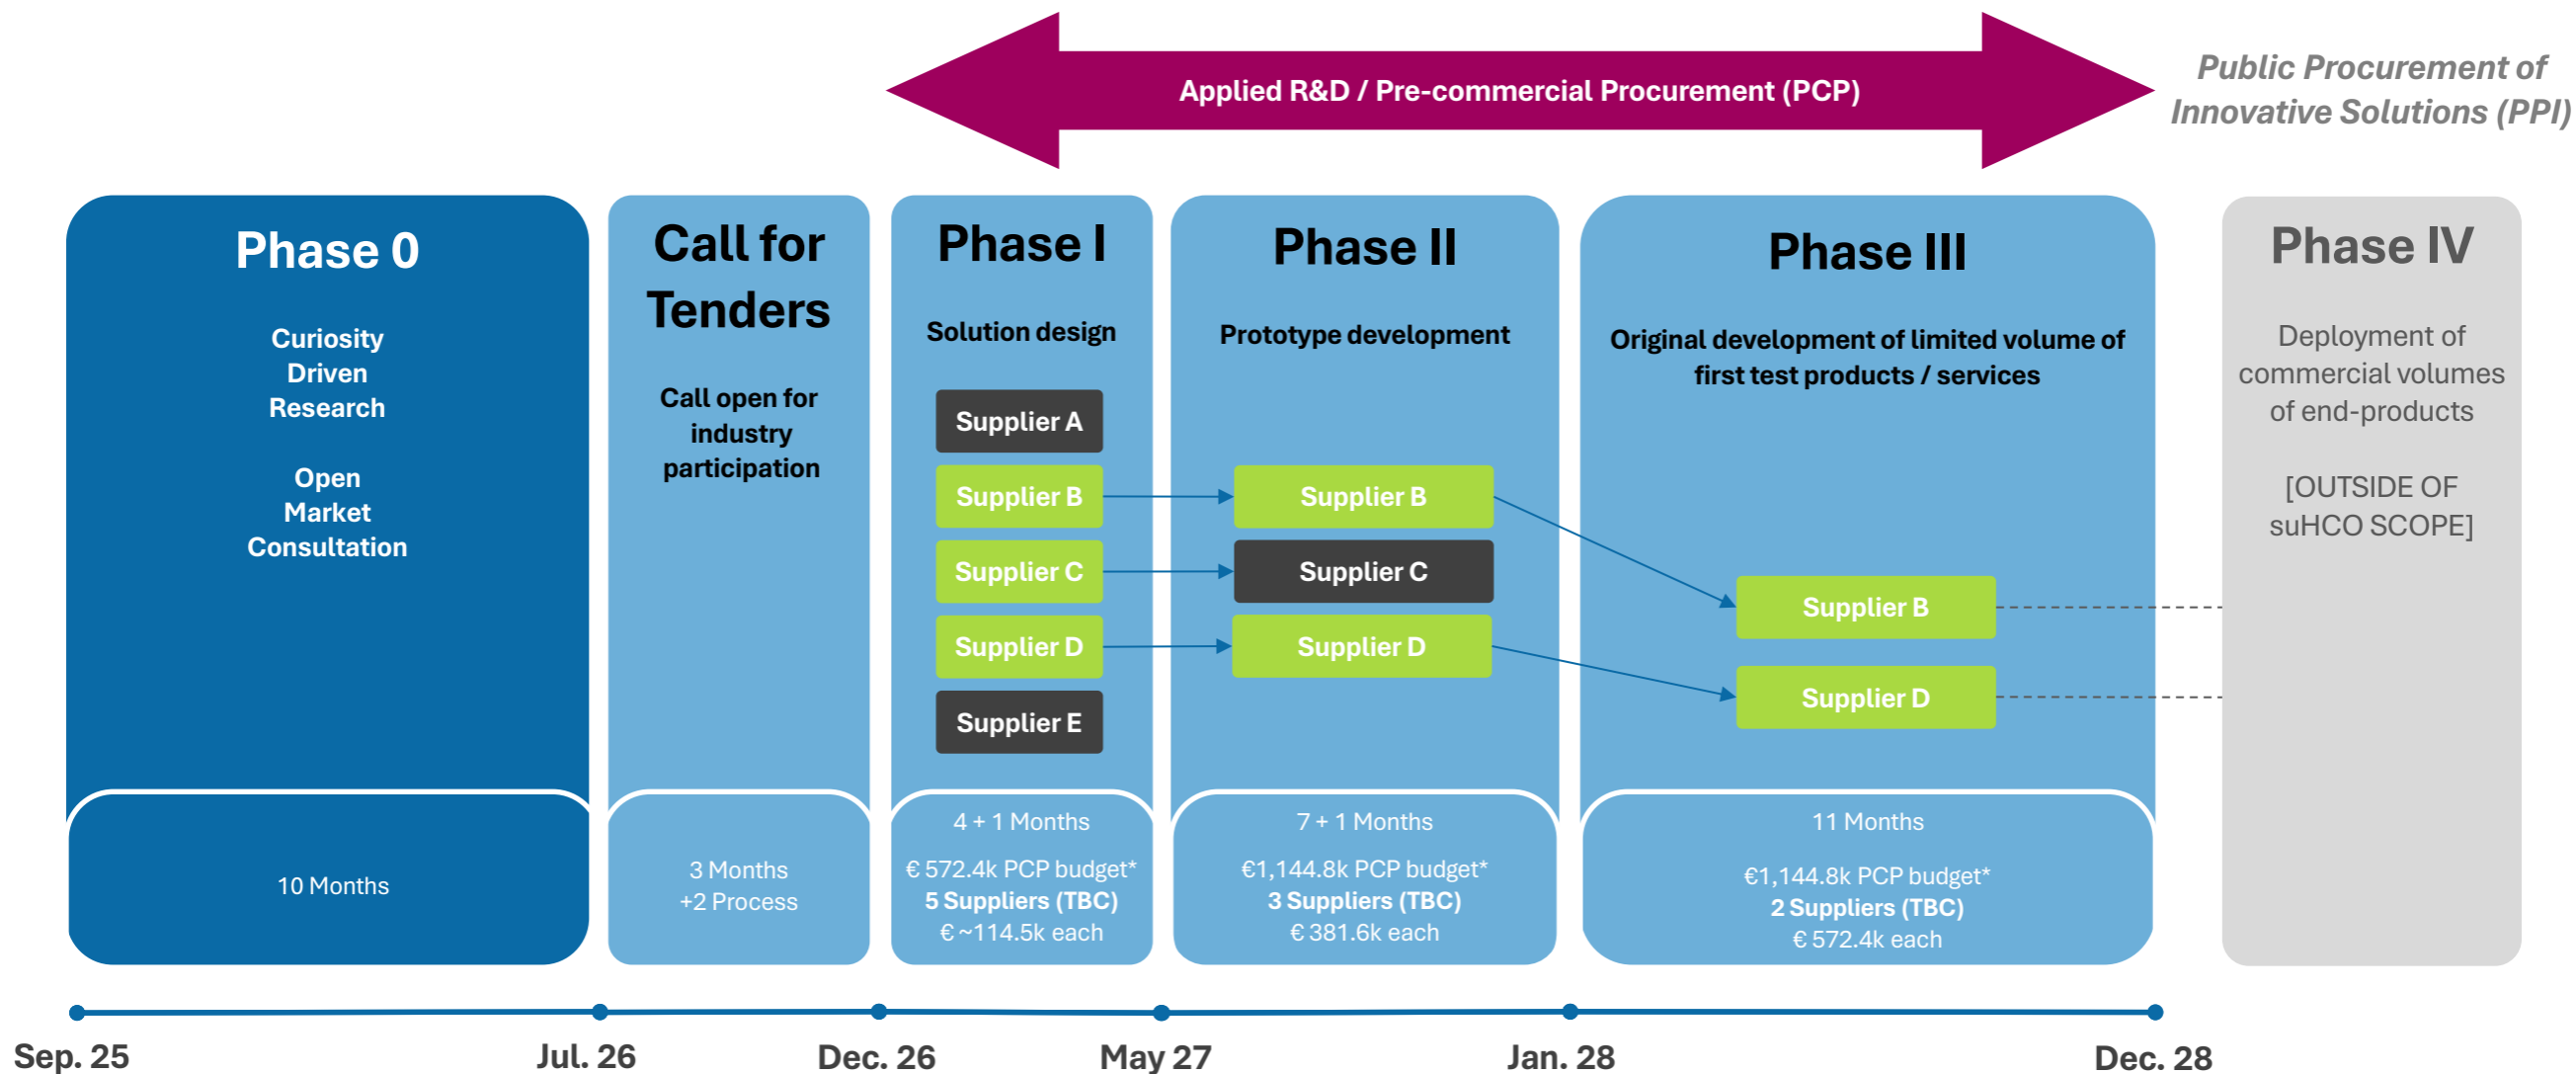 Applied R&D / Pre-commercial Procurement (PCP)
Public Procurement of
Innovative Solutions (PPI)
Phase 0
Curiosity
Driven
Research
Open
Market
Consultation
10 Months
Call for
Tenders
Call open for
industry
participation
3 Months
+2 Process
Phase I
Solution design
Supplier A
Supplier B
Supplier C
Supplier D
Supplier E
4 + 1 Months
€ 572.4k PCP budget*
5 Suppliers (TBC)
€ ~114.5k each
Phase II
Prototype development
Supplier B
Supplier C
Supplier D
7 + 1 Months
€1,144.8k PCP budget*
3 Suppliers (TBC)
€ 381.6k each
Phase III
Original development of limited volume of
first test products / services
Supplier B
Supplier D
11 Months
€1,144.8k PCP budget*
2 Suppliers (TBC)
€ 572.4k each
Phase IV
Deployment of
commercial volumes
of end-products
[OUTSIDE OF
suHCO SCOPE]
Sep. 25
Jul. 26
Dec. 26
May 27
Jan. 28
Dec. 28